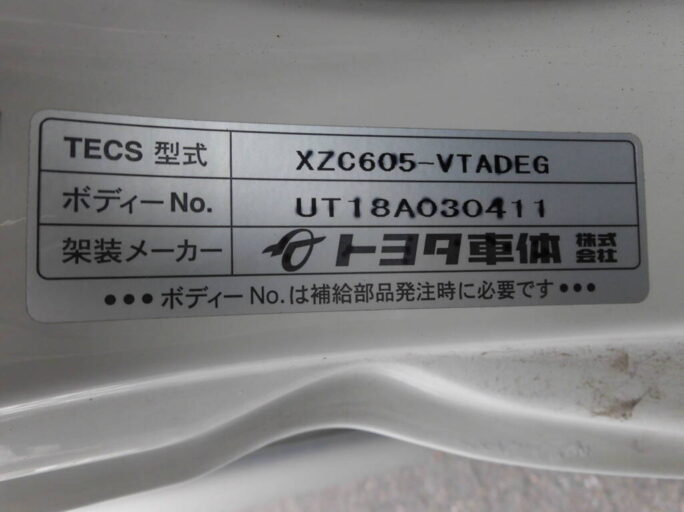 TECS 型式 XZC605-VTADEG
ボディーNo. UT18A030411
架装メーカー トヨタ車体 株式会社
●●● ボディーNo.は補給部品発注時に必要です ●●●